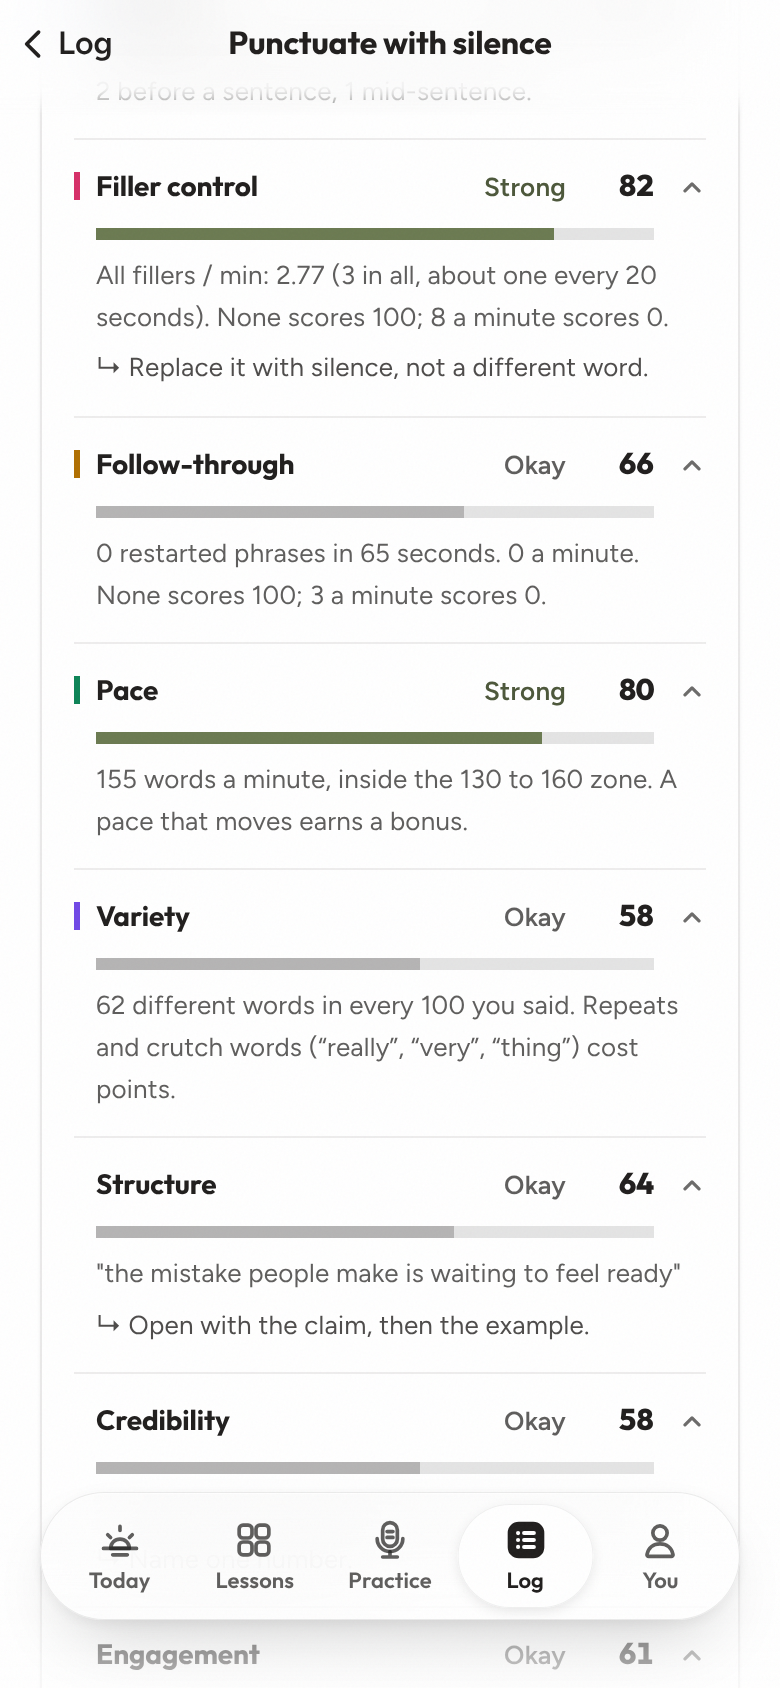 Log
Punctuate with silence
2 before a sentence, 1 mid-sentence.
Filler control Strong 82
All fillers / min: 2.77 (3 in all, about one every 20
seconds). None scores 100; 8 a minute scores 0.
↳ Replace it with silence, not a different word.
Follow-through Okay 66
0 restarted phrases in 65 seconds. 0 a minute.
None scores 100; 3 a minute scores 0.
Pace Strong 80
155 words a minute, inside the 130 to 160 zone. A
pace that moves earns a bonus.
Variety Okay 58
62 different words in every 100 you said. Repeats
and crutch words (“really”, “very”, “thing”) cost
points.
Structure Okay 64
"the mistake people make is waiting to feel ready"
↳ Open with the claim, then the example.
Credibility Okay 58
Name one number.
Today Lessons Practice Log You
Engagement Okay 61